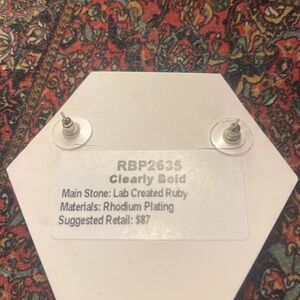 RBP2635
Clearly Bold
Main Stone: Lab Created Ruby
Materials: Rhodium Plating
Suggested Retail: $87